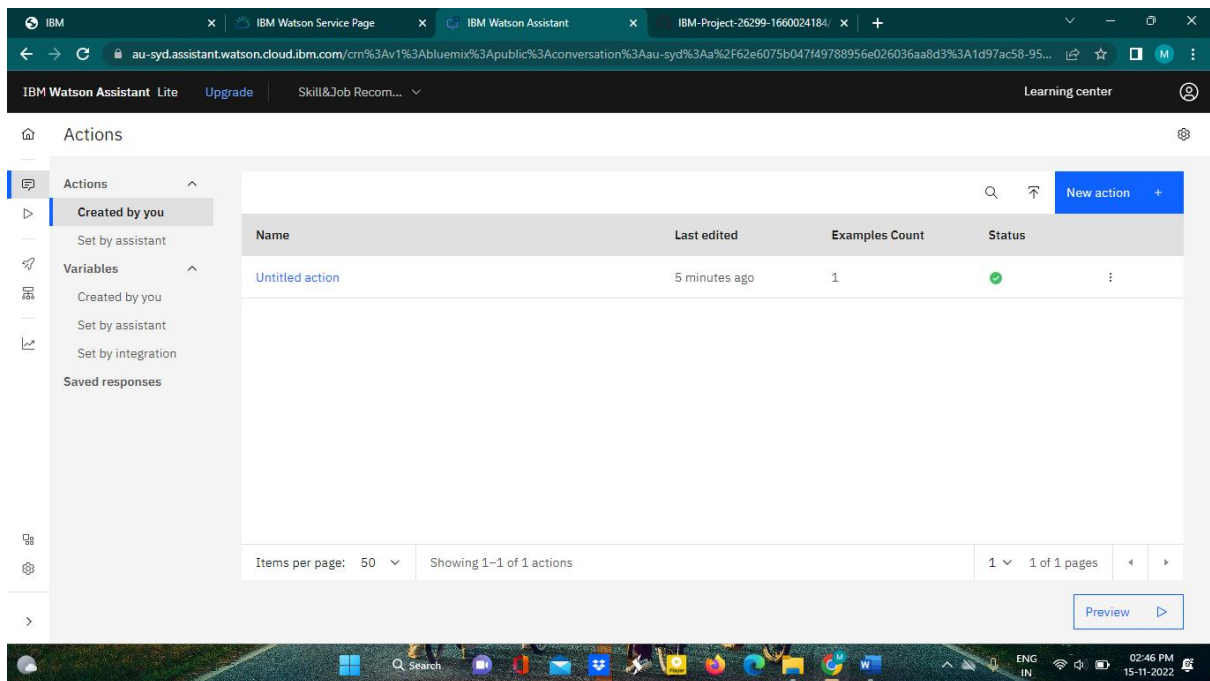 IBM
IBM Watson Service Page
IBM Watson Assistant
IBM-Project-26299-1660024184/
au-syd.assistant.watson.cloud.ibm.com/crn%3Av1%3Abluemix%3Apublic%3Aconversation%3Aau-syd%3Aa%2F62e6075b047f49788956e026036aa8d3%3A1d97ac58-95...
M
IBM Watson Assistant Lite Upgrade Skill&Job Recom... Learning center
Actions
Actions
Created by you
Set by assistant
Variables
Created by you
Set by assistant
Set by integration
Saved responses
New action +
Name Last edited Examples Count Status
Untitled action 5 minutes ago 1
Items per page: 50 Showing 1–1 of 1 actions 1 1 of 1 pages
Preview
Search
ENG
IN
02:46 PM
15-11-2022